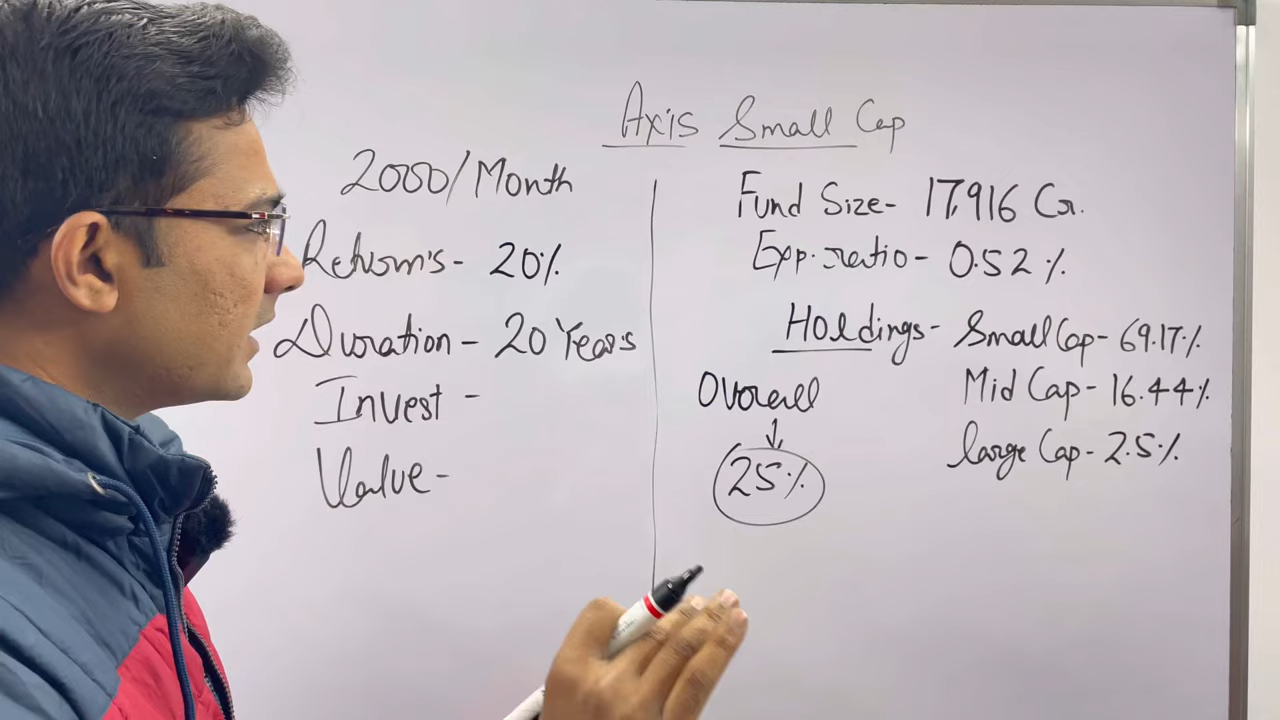 Axis Small Cap
2000/Month
Return's - 20%
Duration - 20 Years
Invest -
Value -
Fund Size - 17,916 Cr.
Exp. ratio - 0.52%
Holdings - Small Cap - 69.17%
Mid Cap - 16.44%
large Cap - 2.5%
Overall
25%